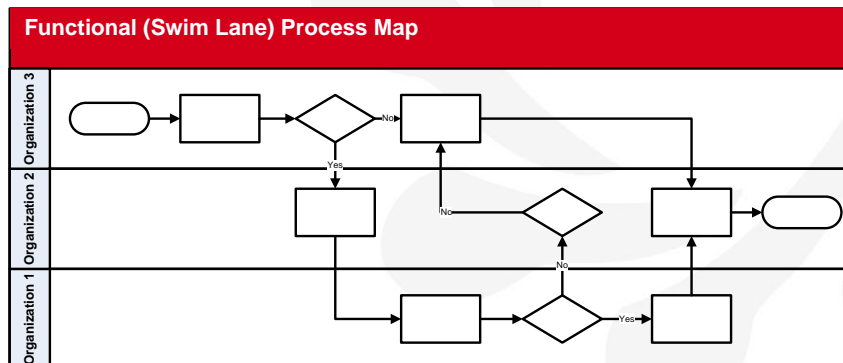 Functional (Swim Lane) Process Map
Organization 3
No
Yes
Organization 2
No
No
Organization 1
Yes